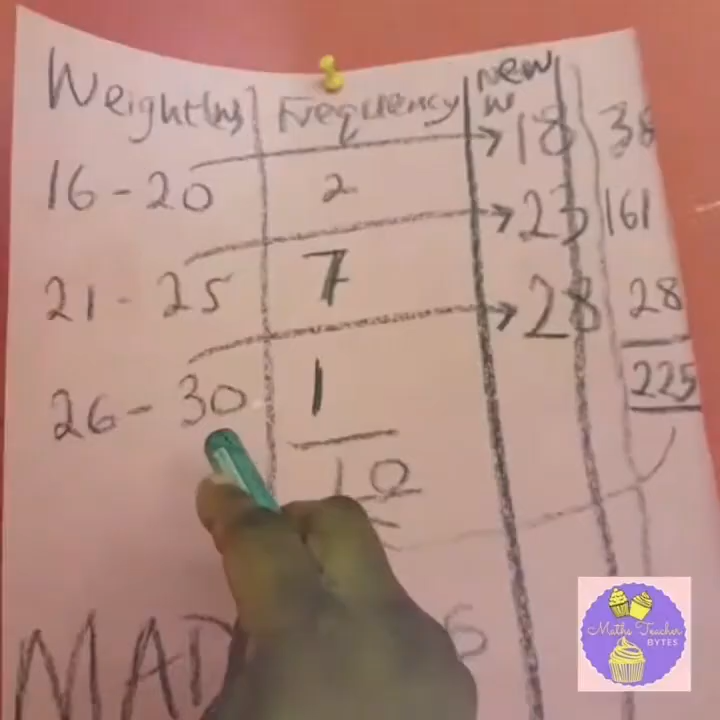 Weight(kg) Frequency New W
16 - 20 2 18 36
21 - 25 7 23 161
26 - 30 1 28 28
10 225
MAD 6
Maths Teacher
BYTES